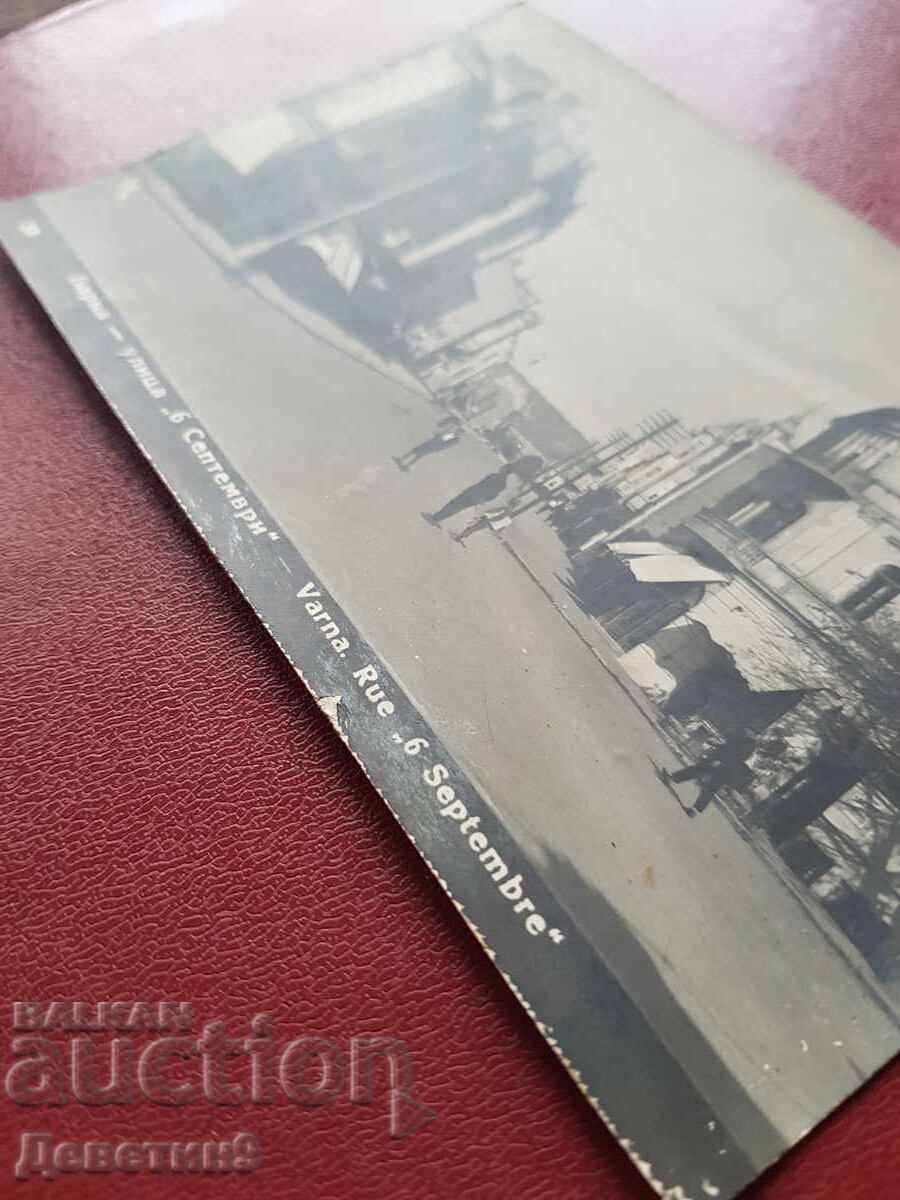 Варна — улица „6 Септември“ Varna. Rue „6 Septembre“
BALKAN
auction
Деветин9